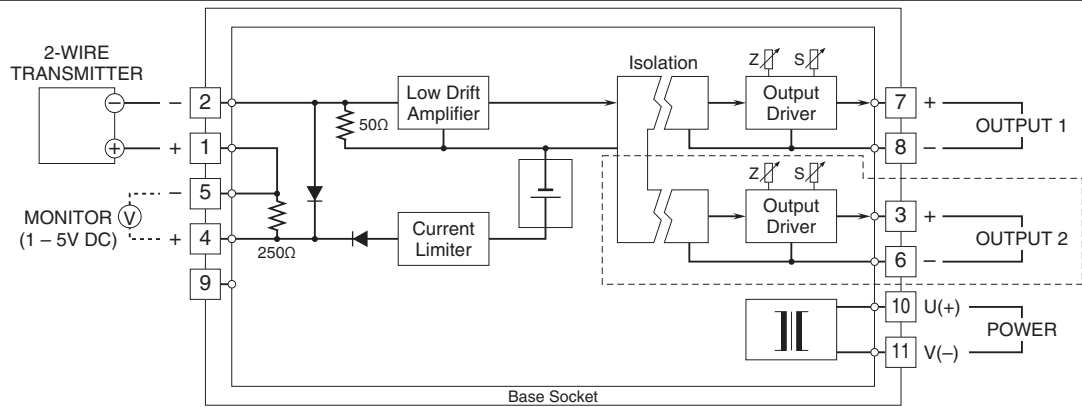 2-WIRE
TRANSMITTER
− − 2
+ + 1
− 5
V
MONITOR
(1 – 5V DC)
+ 4
9
50Ω
250Ω
Low Drift
Amplifier
Current
Limiter
Isolation
Z S
Output
Driver
7 +
OUTPUT 1
8 −
Z S
Output
Driver
3 +
OUTPUT 2
6 −
10 U(+)
POWER
11 V(–)
Base Socket